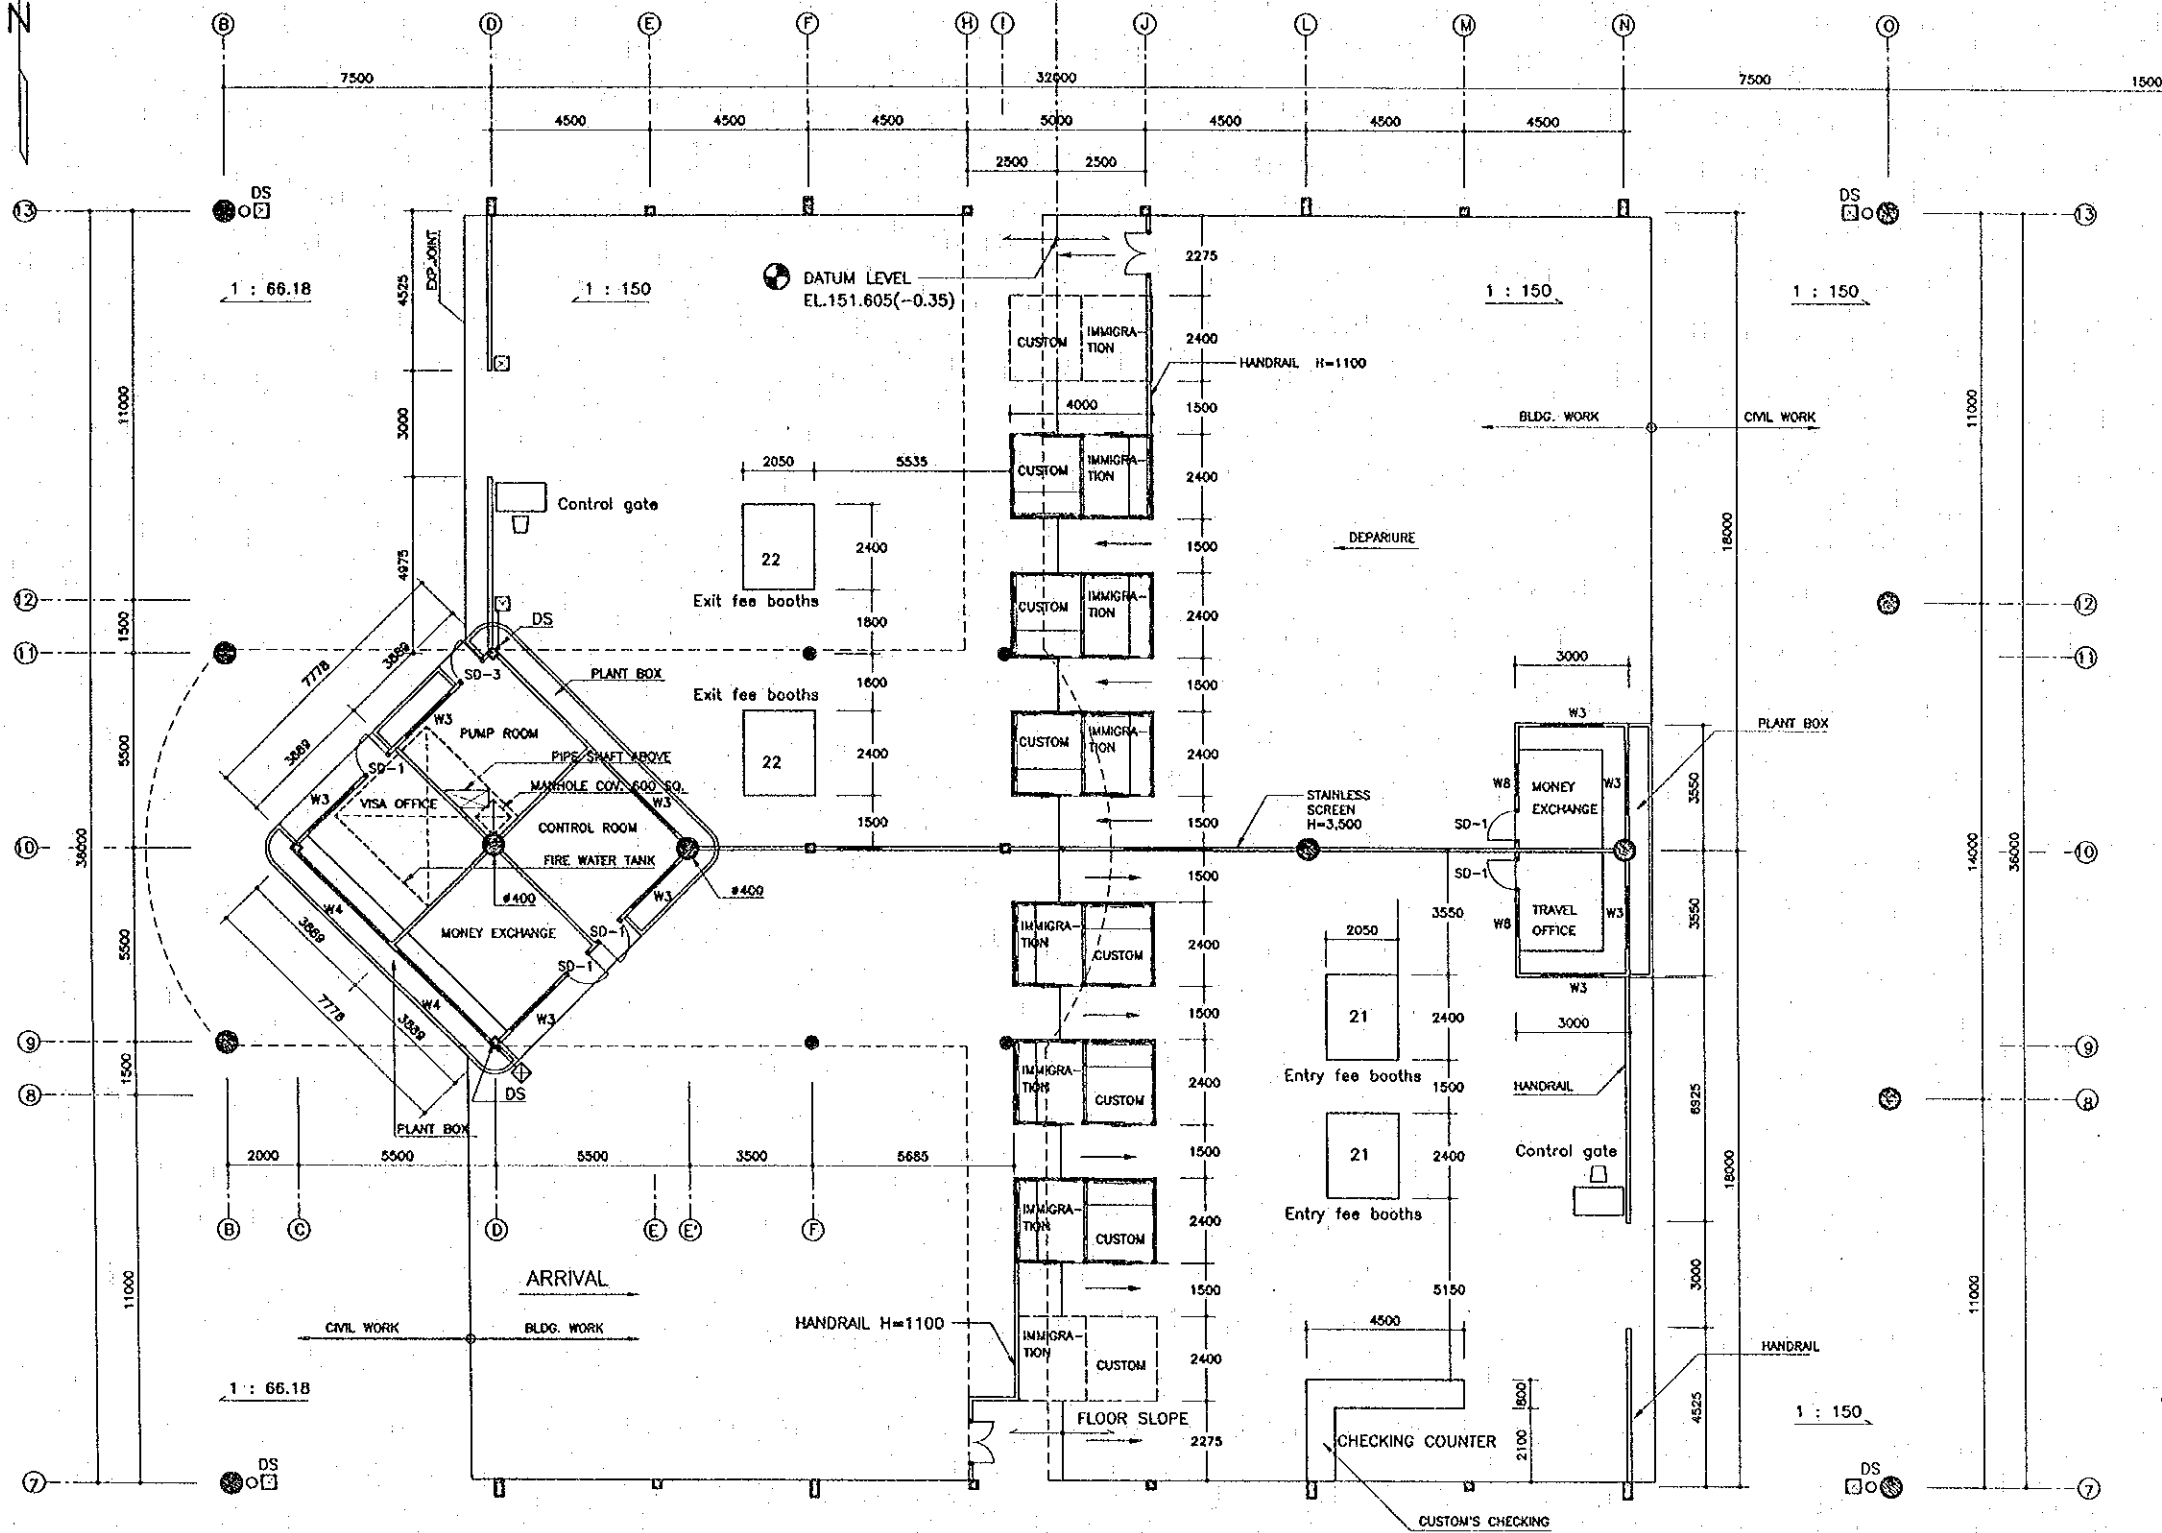 N
B D E F H I J L M N O
7500 32000 7500 1500
4500 4500 4500 5000 4500 4500 4500
2500 2500
13 DS DS 13
EXP.JOINT
2275
1 : 66.18 1 : 150 1 : 150 1 : 150
DATUM LEVEL
EL.151.605(-0.35)
4525
CUSTOM IMMIGRA-
TION
2400
HANDRAIL H=1100
11000 3000 4000 1500
BLDG. WORK CIVIL WORK
11000
2050 5535
CUSTOM IMMIGRA-
TION
2400
Control gate
4975
22 2400
DEPARTURE
1500
18000
12 Exit fee booths
CUSTOM IMMIGRA-
TION
2400
12
1500 DS 1800
11 3000 11
7778 3889 SD-3
PLANT BOX
Exit fee booths 1600 1500
W3
PUMP ROOM
W3
PLANT BOX
5500 3889
PIPE SHAFT ABOVE
22 2400
CUSTOM IMMIGRA-
TION
2400
SD-1
MANHOLE COV. 600 SQ.
W3 VISA OFFICE W3
W8 MONEY
EXCHANGE
W3 3550
STAINLESS
SCREEN
H=3,500
CONTROL ROOM 1500 1500 SD-1
38000 10 14000 36000 10
FIRE WATER TANK
SD-1
1500
ø400 ø400
W3
W4
MONEY EXCHANGE
SD-1
IMMIGRA-
TION
CUSTOM
2400
3550
2050
W8 TRAVEL
OFFICE
W3 3550
5500 3889
SD-1
W3
7778 3889 W4 W3
1500
21 2400
3000
9 9
1500
IMMIGRA-
TION
CUSTOM
2400
Entry fee booths 1500
HANDRAIL
6925
8 DS 8
PLANT BOX
2000 5500 5500 3500 5685
1500
21 2400
Control gate
18000
B C D E E' F
IMMIGRA-
TION
CUSTOM
2400
Entry fee booths
ARRIVAL
11000 1500 5150 3000 11000
CIVIL WORK BLDG. WORK
HANDRAIL H=1100
IMMIGRA-
TION
CUSTOM
2400
4500
HANDRAIL
1 : 66.18
800
4525
1 : 150
FLOOR SLOPE
2275
CHECKING COUNTER
2100
7 DS DS 7
CUSTOM'S CHECKING